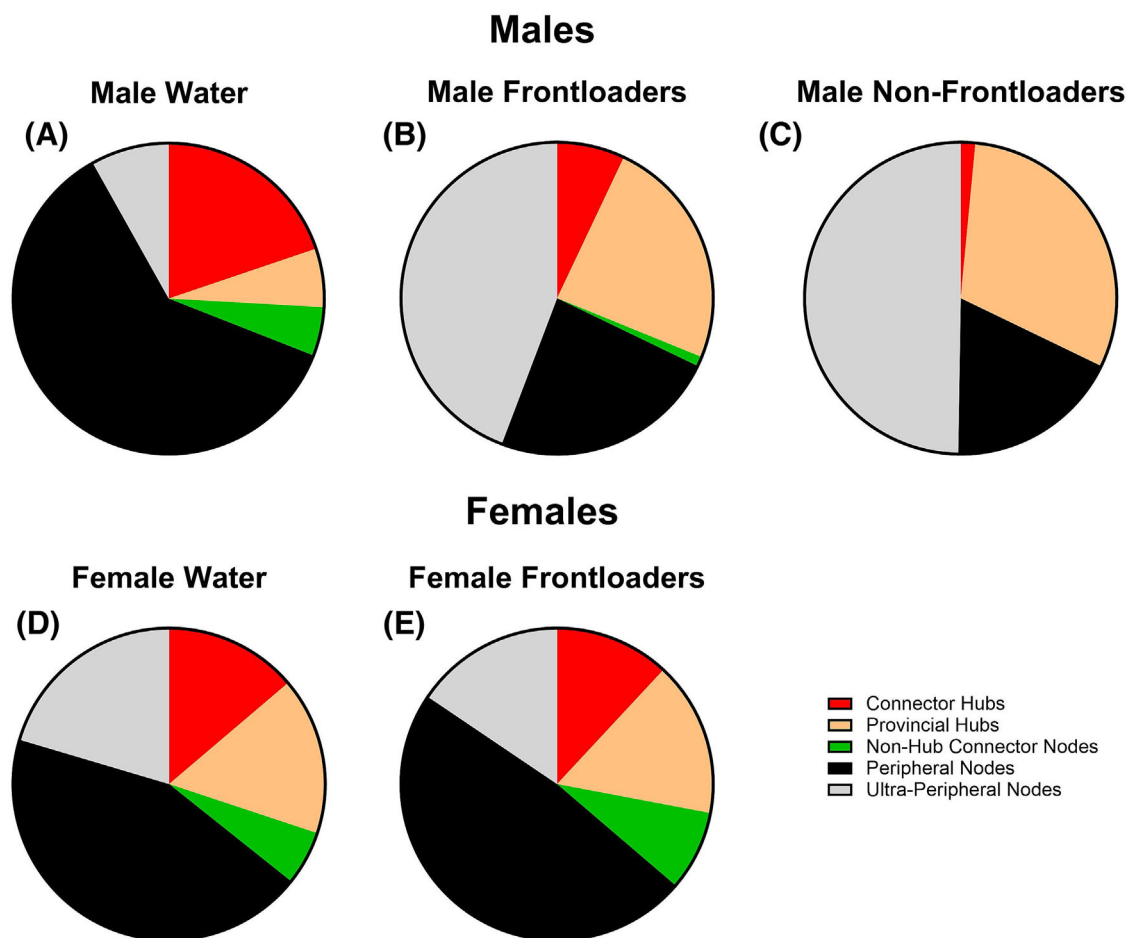 Males
Male Water
Male Frontloaders
Male Non-Frontloaders
(A)
(B)
(C)
Females
Female Water
Female Frontloaders
(D)
(E)
Connector Hubs
Provincial Hubs
Non-Hub Connector Nodes
Peripheral Nodes
Ultra-Peripheral Nodes